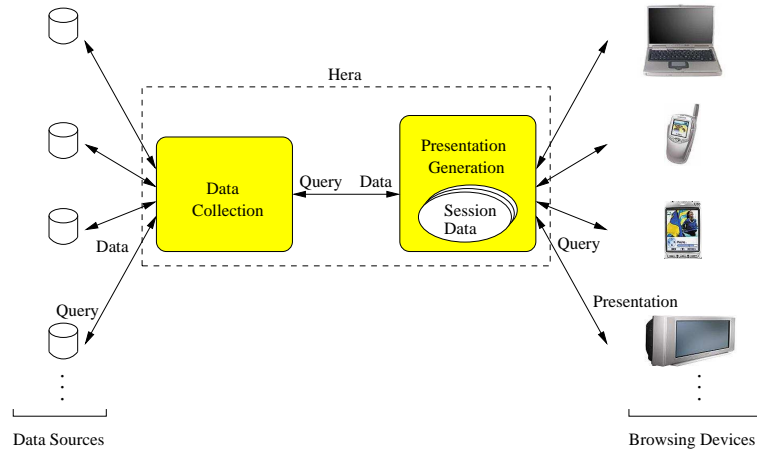 Hera
Presentation
Generation
Data
Collection
Query
Data
Session
Data
Data
Query
Query
Presentation
Data Sources
Browsing Devices